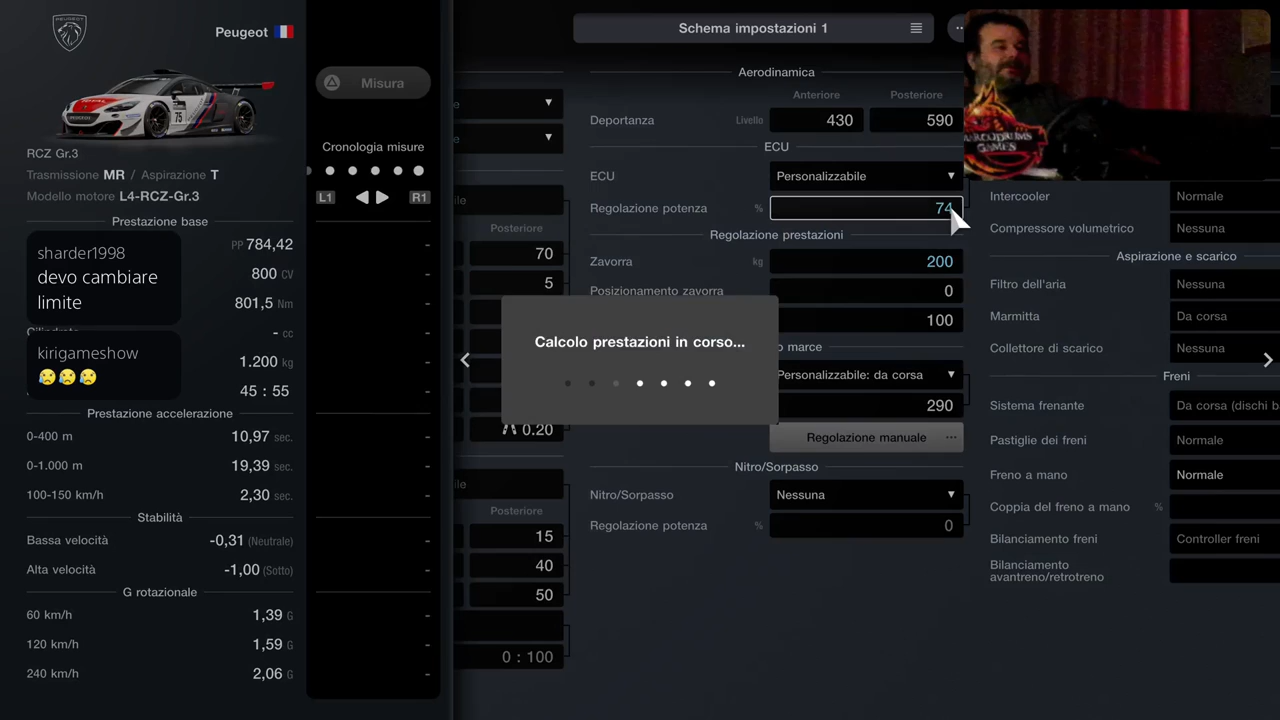 Peugeot
RCZ Gr.3
Trasmissione MR / Aspirazione T
Modello motore L4-RCZ-Gr.3
Prestazione base
PP 784,42
800 CV
801,5 Nm
- cc
1.200 kg
45 : 55
sharder1998
devo cambiare
limite
kirigameshow
Prestazione accelerazione
0-400 m 10,97 sec.
0-1.000 m 19,39 sec.
100-150 km/h 2,30 sec.
Stabilità
Bassa velocità -0,31 (Neutrale)
Alta velocità -1,00 (Sotto)
G rotazionale
60 km/h 1,39 G
120 km/h 1,59 G
240 km/h 2,06 G
Misura
Cronologia misure
L1 R1
Posteriore
70
5
0.20
Posteriore
15
40
50
0 : 100
Schema impostazioni 1
Aerodinamica
Anteriore Posteriore
Deportanza Livello 430 590
ECU
ECU Personalizzabile
Regolazione potenza % 74
Regolazione prestazioni
Zavorra kg 200
Posizionamento zavorra 0
100
Calcolo prestazioni in corso...
o marce
Personalizzabile: da corsa
290
Regolazione manuale ...
Nitro/Sorpasso
Nitro/Sorpasso Nessuna
Regolazione potenza % 0
Intercooler Normale
Compressore volumetrico Nessuna
Aspirazione e scarico
Filtro dell'aria Nessuna
Marmitta Da corsa
Collettore di scarico Nessuna
Freni
Sistema frenante Da corsa (dischi b
Pastiglie dei freni Normale
Freno a mano Normale
Coppia del freno a mano %
Bilanciamento freni Controller freni
Bilanciamento
avantreno/retrotreno